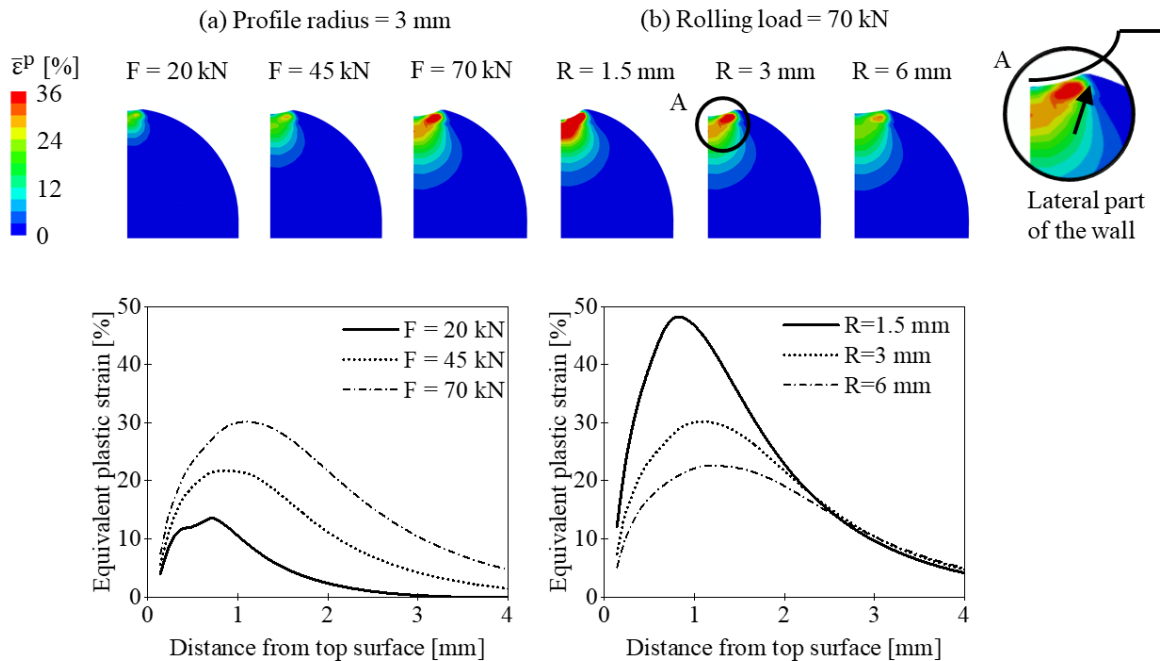 (a) Profile radius = 3 mm
(b) Rolling load = 70 kN
ε̅ᵖ [%]
F = 20 kN
F = 45 kN
F = 70 kN
R = 1.5 mm
R = 3 mm
R = 6 mm
A
A
36
24
12
0
Lateral part
of the wall
Equivalent plastic strain [%]
50
40
30
20
10
0
F = 20 kN
F = 45 kN
F = 70 kN
0
1
2
3
4
Distance from top surface [mm]
Equivalent plastic strain [%]
50
40
30
20
10
0
R=1.5 mm
R=3 mm
R=6 mm
0
1
2
3
4
Distance from top surface [mm]